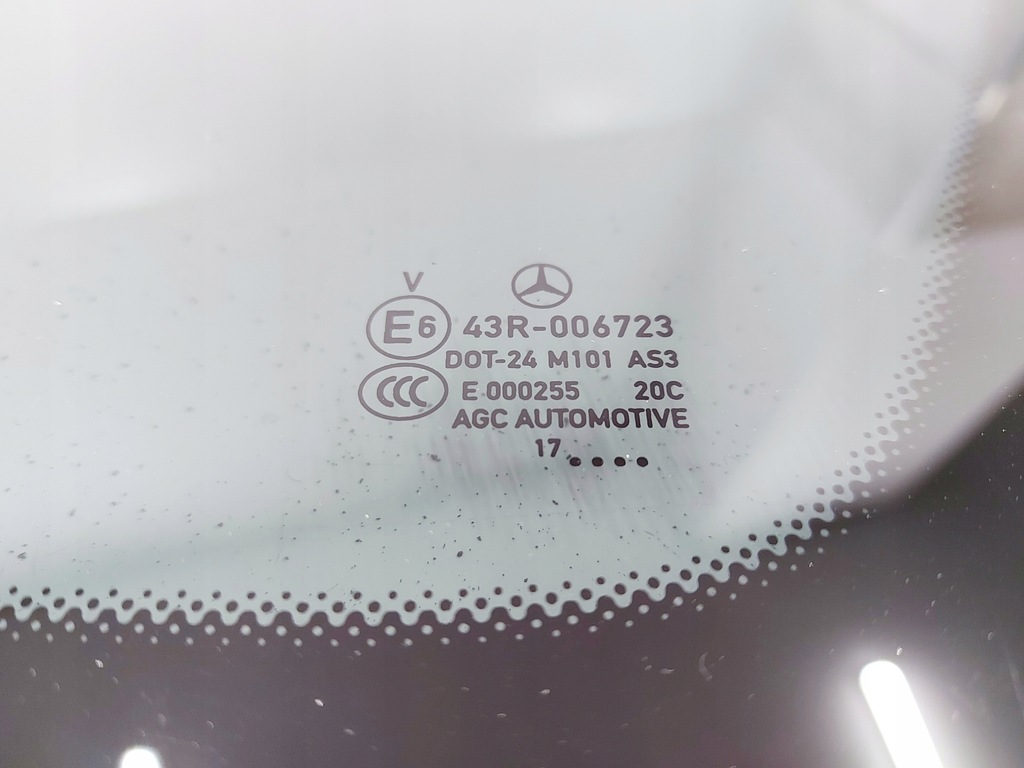 V
E6 43R-006723
DOT-24 M101 AS3
CCC E 000255 20C
AGC AUTOMOTIVE
17 ....